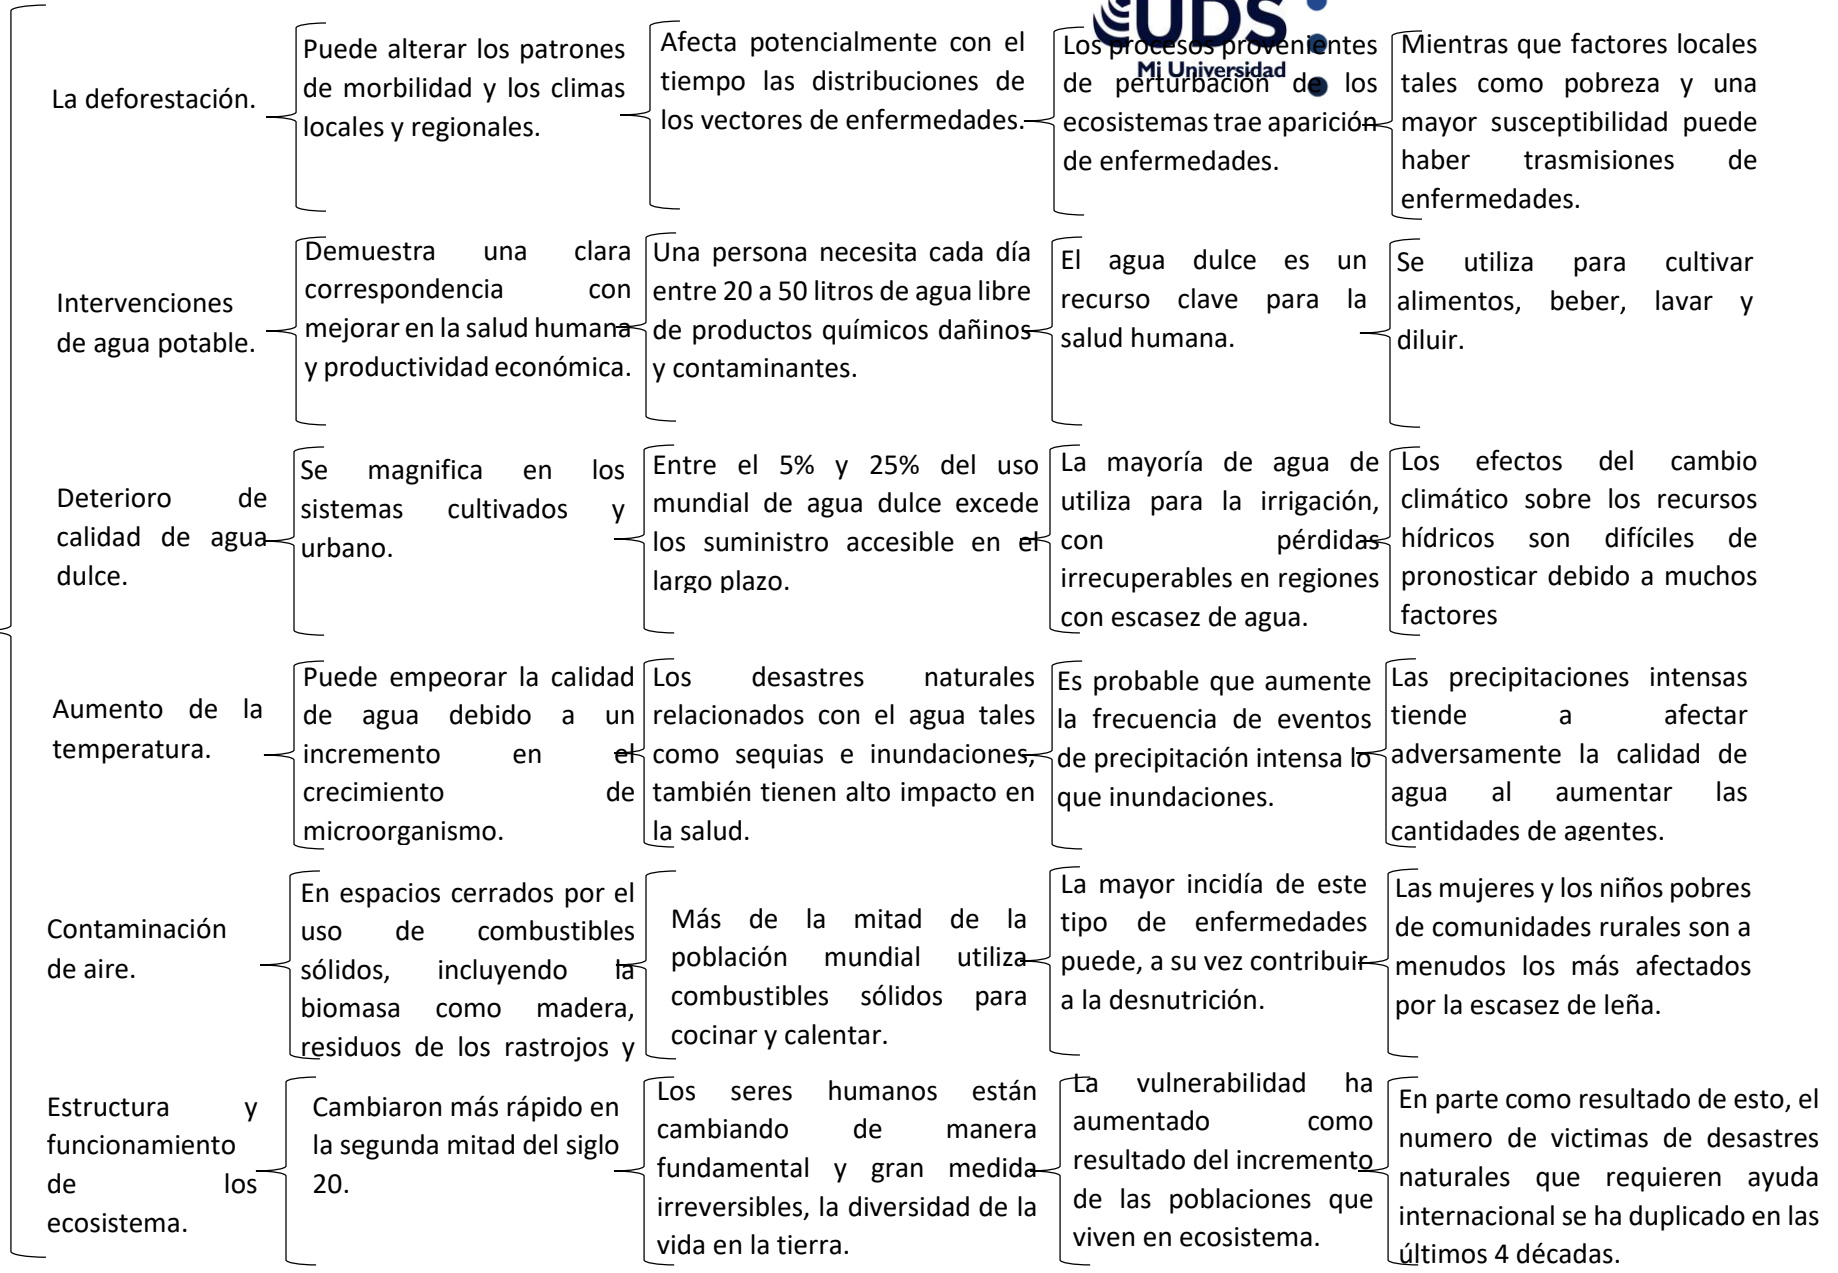 UDS
Mi Universidad
La deforestación.
Puede alterar los patrones
de morbilidad y los climas
locales y regionales.
Afecta potencialmente con el
tiempo las distribuciones de
los vectores de enfermedades.
Los procesos provenientes
de perturbación de los
ecosistemas trae aparición
de enfermedades.
Mientras que factores locales
tales como pobreza y una
mayor susceptibilidad puede
haber trasmisiones de
enfermedades.
Intervenciones
de agua potable.
Demuestra una clara
correspondencia con
mejorar en la salud humana
y productividad económica.
Una persona necesita cada día
entre 20 a 50 litros de agua libre
de productos químicos dañinos
y contaminantes.
El agua dulce es un
recurso clave para la
salud humana.
Se utiliza para cultivar
alimentos, beber, lavar y
diluir.
Deterioro de
calidad de agua
dulce.
Se magnifica en los
sistemas cultivados y
urbano.
Entre el 5% y 25% del uso
mundial de agua dulce excede
los suministro accesible en el
largo plazo.
La mayoría de agua de
utiliza para la irrigación,
con pérdidas
irrecuperables en regiones
con escasez de agua.
Los efectos del cambio
climático sobre los recursos
hídricos son difíciles de
pronosticar debido a muchos
factores
Aumento de la
temperatura.
Puede empeorar la calidad
de agua debido a un
incremento en el
crecimiento de
microorganismo.
Los desastres naturales
relacionados con el agua tales
como sequias e inundaciones,
también tienen alto impacto en
la salud.
Es probable que aumente
la frecuencia de eventos
de precipitación intensa lo
que inundaciones.
Las precipitaciones intensas
tiende a afectar
adversamente la calidad de
agua al aumentar las
cantidades de agentes.
Contaminación
de aire.
En espacios cerrados por el
uso de combustibles
sólidos, incluyendo la
biomasa como madera,
residuos de los rastrojos y
Más de la mitad de la
población mundial utiliza
combustibles sólidos para
cocinar y calentar.
La mayor incidía de este
tipo de enfermedades
puede, a su vez contribuir
a la desnutrición.
Las mujeres y los niños pobres
de comunidades rurales son a
menudos los más afectados
por la escasez de leña.
Estructura y
funcionamiento
de los
ecosistema.
Cambiaron más rápido en
la segunda mitad del siglo
20.
Los seres humanos están
cambiando de manera
fundamental y gran medida
irreversibles, la diversidad de la
vida en la tierra.
La vulnerabilidad ha
aumentado como
resultado del incremento
de las poblaciones que
viven en ecosistema.
En parte como resultado de esto, el
numero de victimas de desastres
naturales que requieren ayuda
internacional se ha duplicado en las
últimos 4 décadas.